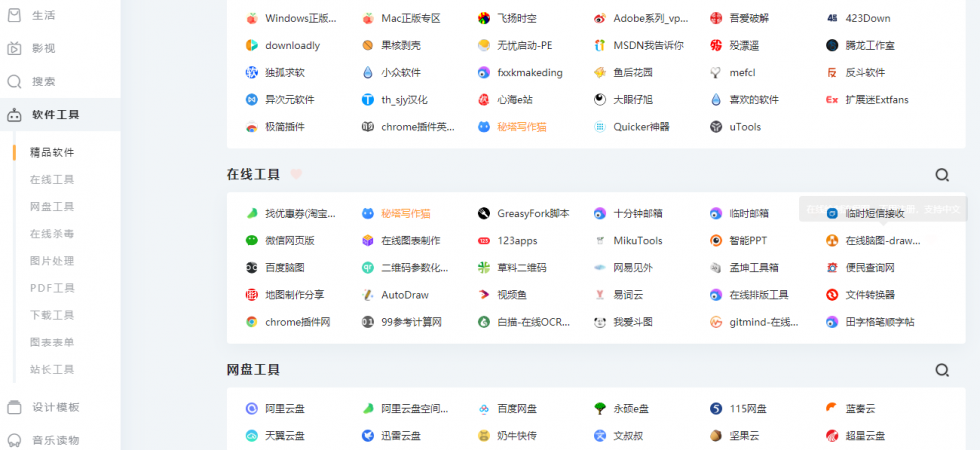 生活
影视
搜索
软件工具
精品软件
在线工具
网盘工具
在线杀毒
图片处理
PDF工具
下载工具
图表表单
站长工具
设计模板
音乐读物
Windows正版... Mac正版专区 飞扬时空 Adobe系列_vp... 吾爱破解 423Down
downloadly 果核剥壳 无忧启动-PE MSDN我告诉你 殁漂遥 腾龙工作室
独孤求软 小众软件 fxxkmakeding 鱼后花园 mefcl 反斗软件
异次元软件 th_sjy汉化 心海e站 大眼仔旭 喜欢的软件 扩展迷Extfans
极简插件 chrome插件英... 秘塔写作猫 Quicker神器 uTools
在线工具
找优惠券(淘宝... 秘塔写作猫 GreasyFork脚本 十分钟邮箱 临时邮箱 临时短信接收
微信网页版 在线图表制作 123apps MikuTools 智能PPT 在线脑图-draw...
百度脑图 二维码参数化... 草料二维码 网易见外 孟坤工具箱 便民查询网
地图制作分享 AutoDraw 视频鱼 易词云 在线排版工具 文件转换器
chrome插件网 99参考计算网 白描-在线OCR... 我爱斗图 gitmind-在线... 田字格笔顺字帖
网盘工具
阿里云盘 阿里云盘空间... 百度网盘 永硕e盘 115网盘 蓝奏云
天翼云盘 迅雷云盘 奶牛快传 文叔叔 坚果云 超星云盘